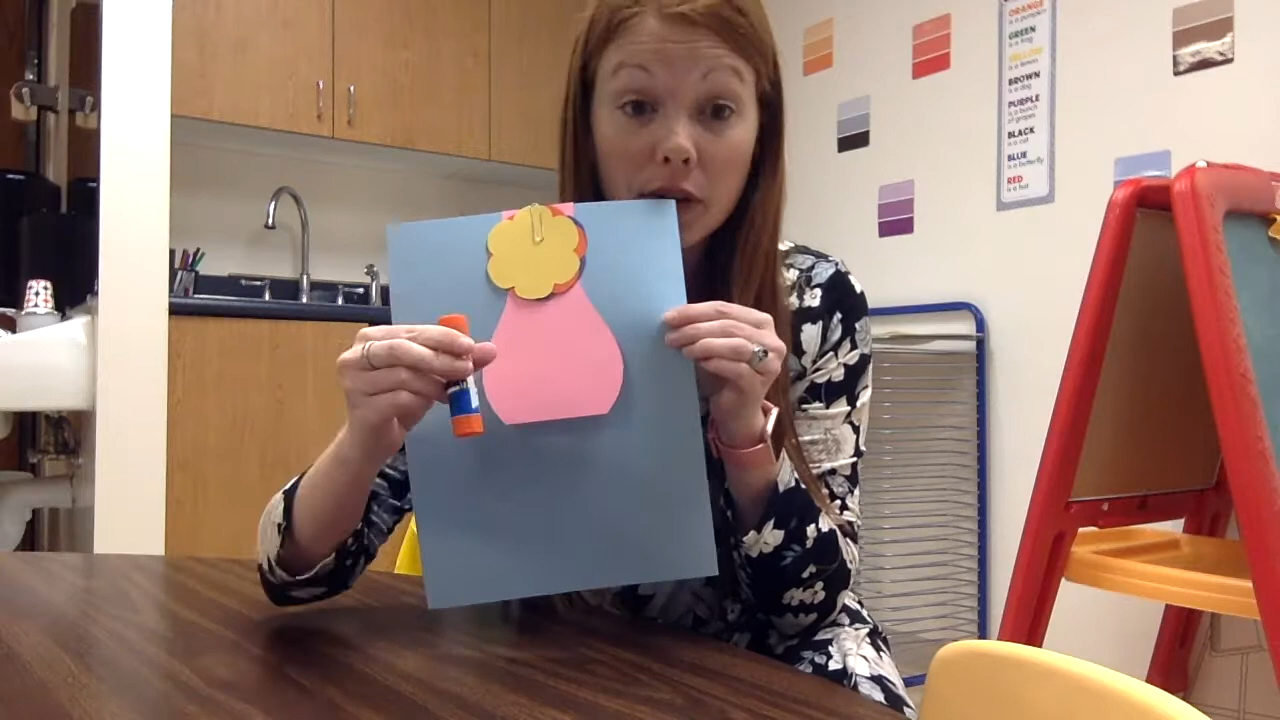 ORANGE
is a pumpkin
GREEN
is a frog
YELLOW
is a lemon
BROWN
is a dog
PURPLE
is a bunch
of grapes
BLACK
is a cat
BLUE
is a butterfly
RED
is a hat